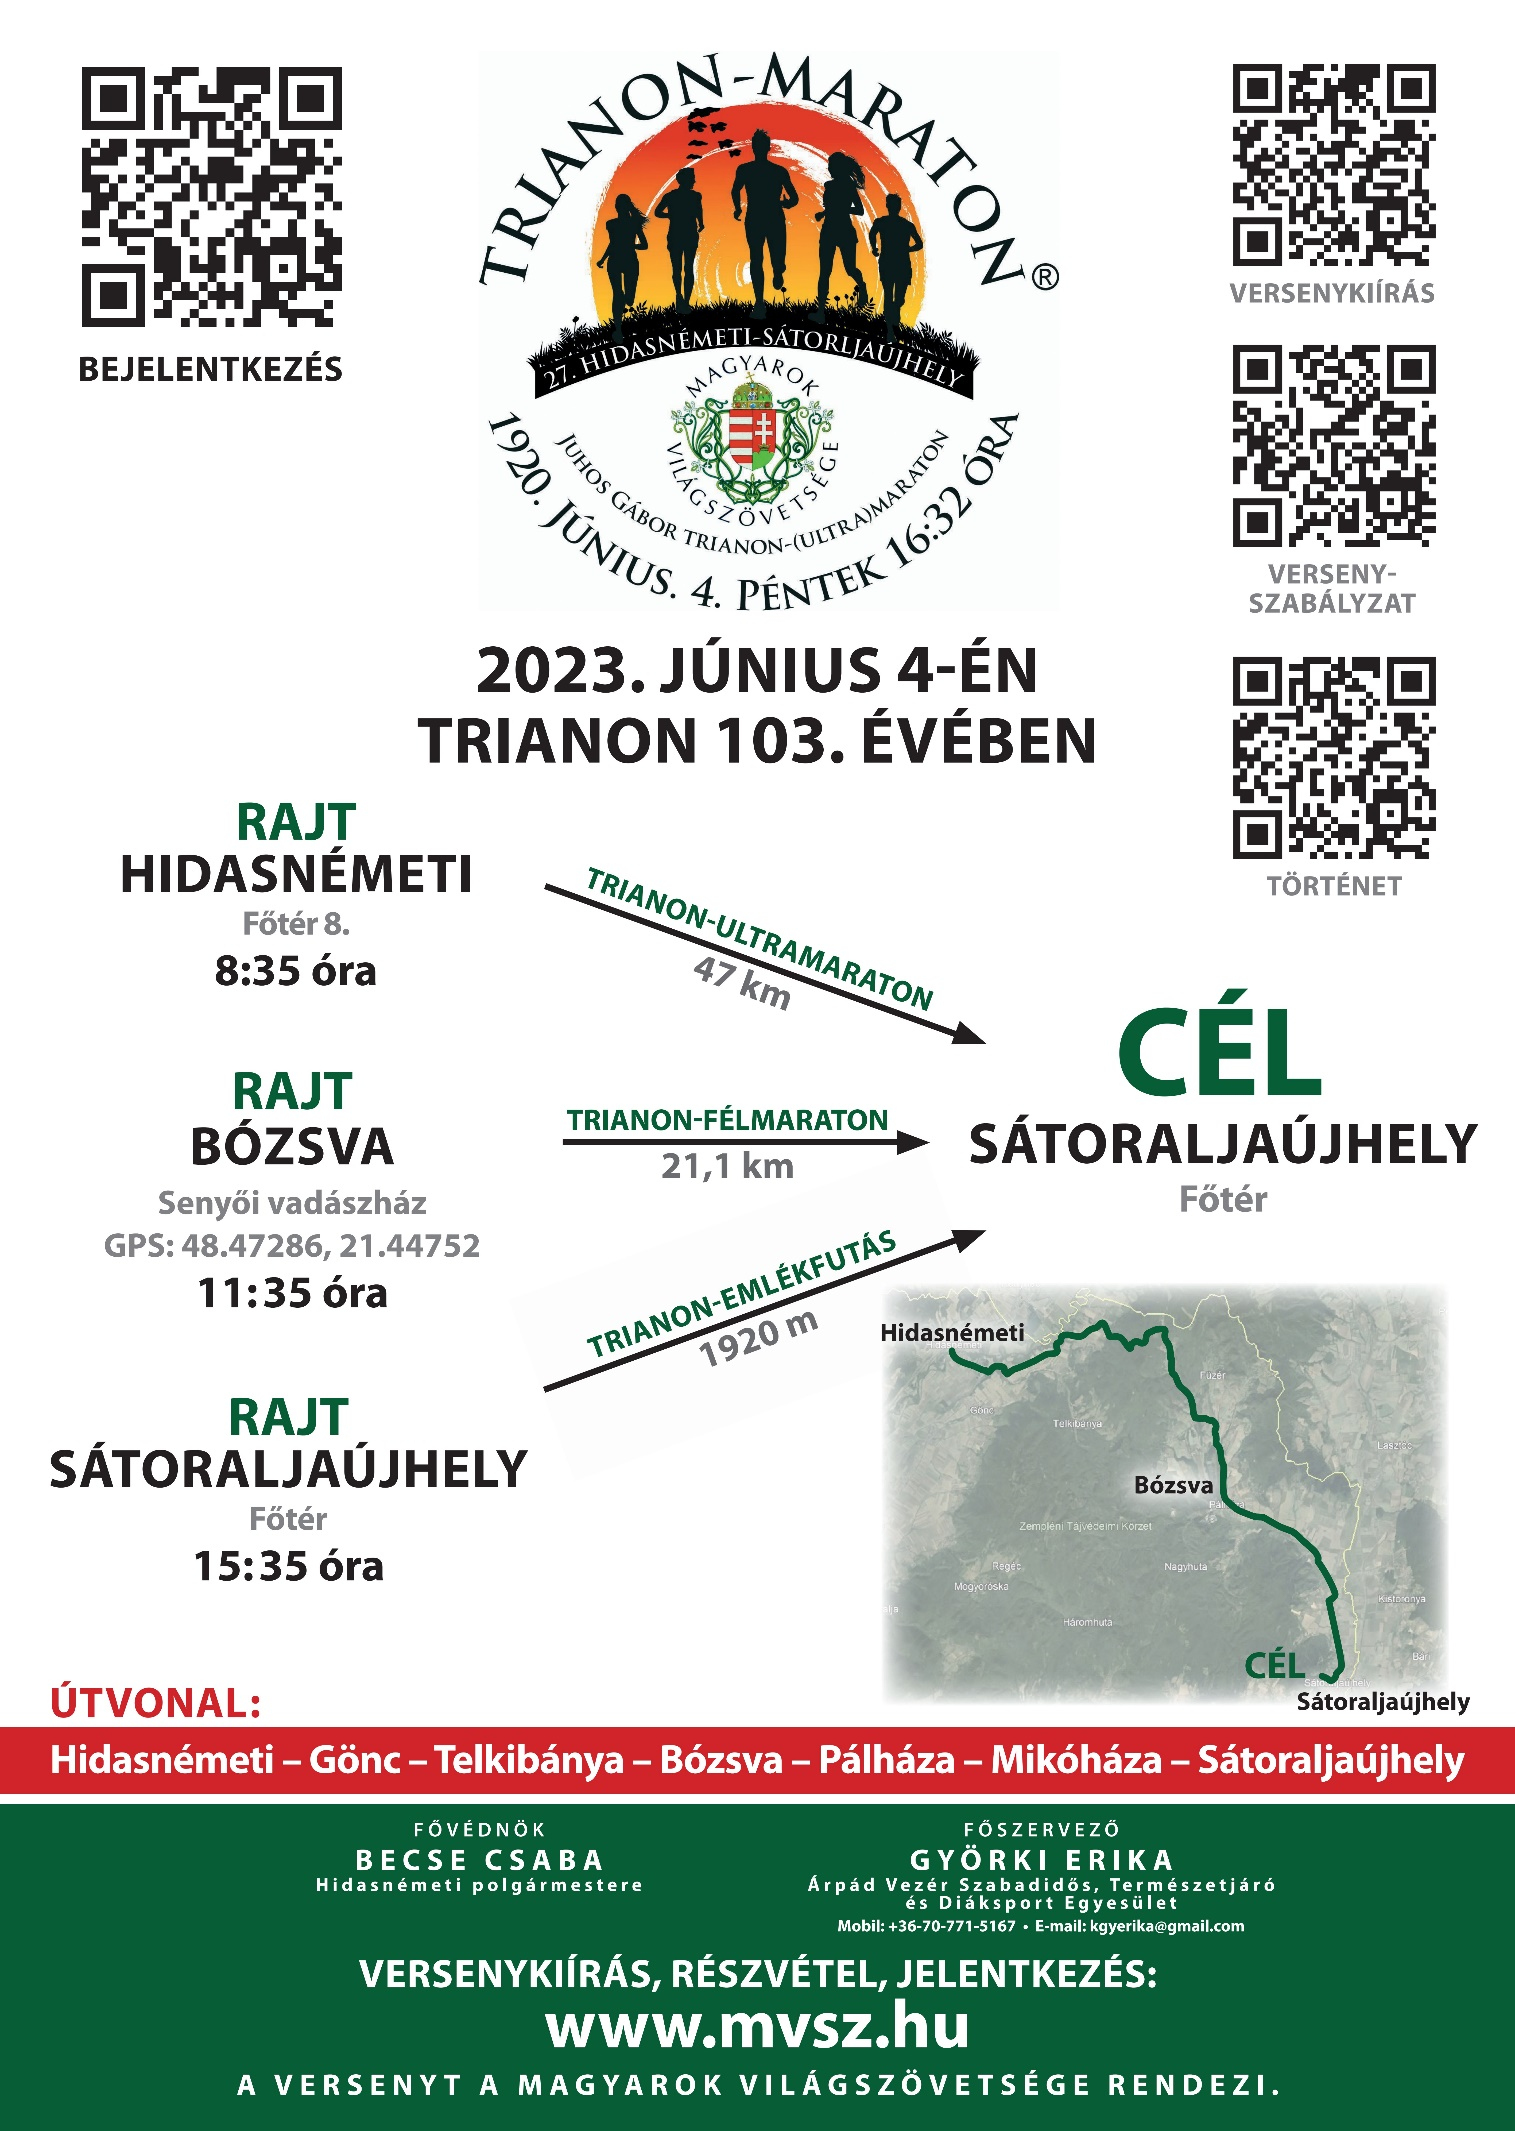 TRIANON-MARATON®
27. HIDASNÉMETI-SÁTORLJAÚJHELY
MAGYAROK
VILÁGSZÖVETSÉGE
JUHOS GÁBOR TRIANON-(ULTRA)MARATON
1920. JÚNIUS. 4. PÉNTEK 16:32 ÓRA
BEJELENTKEZÉS
VERSENYKIÍRÁS
VERSENY-
SZABÁLYZAT
TÖRTÉNET
2023. JÚNIUS 4-ÉN
TRIANON 103. ÉVÉBEN
RAJT
HIDASNÉMETI
Főtér 8.
8:35 óra
TRIANON-ULTRAMARATON
47 km
RAJT
BÓZSVA
Senyői vadászház
GPS: 48.47286, 21.44752
11:35 óra
TRIANON-FÉLMARATON
21,1 km
RAJT
SÁTORALJAÚJHELY
Főtér
15:35 óra
TRIANON-EMLÉKFUTÁS
1920 m
CÉL
SÁTORALJAÚJHELY
Főtér
Hidasnémeti
Hidasnémeti
Füzér
Gönc
Telkibánya
Bózsva
Zempléni Tájvédelmi Körzet
Regéc
Nagyhuta
Mogyoróska
Háromhuta
CÉL
Sátoraljaújhely
Sátoraljaújhely
ÚTVONAL:
Hidasnémeti – Gönc – Telkibánya – Bózsva – Pálháza – Mikóháza – Sátoraljaújhely
FŐVÉDNÖK
BECSE CSABA
Hidasnémeti polgármestere
FŐSZERVEZŐ
GYÖRKI ERIKA
Árpád Vezér Szabadidős, Természetjáró
és Diáksport Egyesület
Mobil: +36-70-771-5167 • E-mail: kgyerika@gmail.com
VERSENYKIÍRÁS, RÉSZVÉTEL, JELENTKEZÉS:
www.mvsz.hu
A VERSENYT A MAGYAROK VILÁGSZÖVETSÉGE RENDEZI.